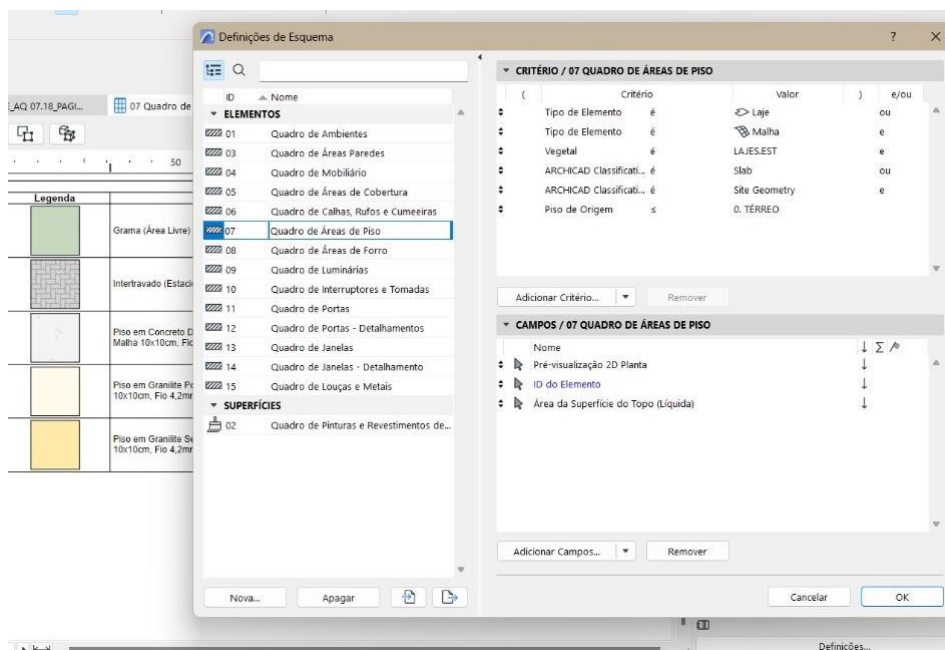 Definições de Esquema
?
E_AQ 07.18_PAGI...
07 Quadro de
50
Legenda
Grama (Área Livre)
Intertravado (Estaci
Piso em Concreto D
Malha 10x10cm, Fio
Piso em Granilite Po
10x10cm, Fio 4,2mm
Piso em Granilite Se
10x10cm, Fio 4,2mm
ID Nome
ELEMENTOS
01 Quadro de Ambientes
03 Quadro de Áreas Paredes
04 Quadro de Mobiliário
05 Quadro de Áreas de Cobertura
06 Quadro de Calhas, Rufos e Cumeeiras
07 Quadro de Áreas de Piso
08 Quadro de Áreas de Forro
09 Quadro de Luminárias
10 Quadro de Interruptores e Tomadas
11 Quadro de Portas
12 Quadro de Portas - Detalhamentos
13 Quadro de Janelas
14 Quadro de Janelas - Detalhamento
15 Quadro de Louças e Metais
SUPERFÍCIES
02 Quadro de Pinturas e Revestimentos de...
Nova...
Apagar
CRITÉRIO / 07 QUADRO DE ÁREAS DE PISO
( Critério Valor ) e/ou
Tipo de Elemento é Laje ou
Tipo de Elemento é Malha e
Vegetal é LAJES.EST e
ARCHICAD Classificati... é Slab ou
ARCHICAD Classificati... é Site Geometry e
Piso de Origem ≤ 0. TÉRREO
Adicionar Critério...
Remover
CAMPOS / 07 QUADRO DE ÁREAS DE PISO
Nome
Pré-visualização 2D Planta
ID do Elemento
Área da Superfície do Topo (Líquida)
Adicionar Campos...
Remover
Cancelar
OK
Definições...